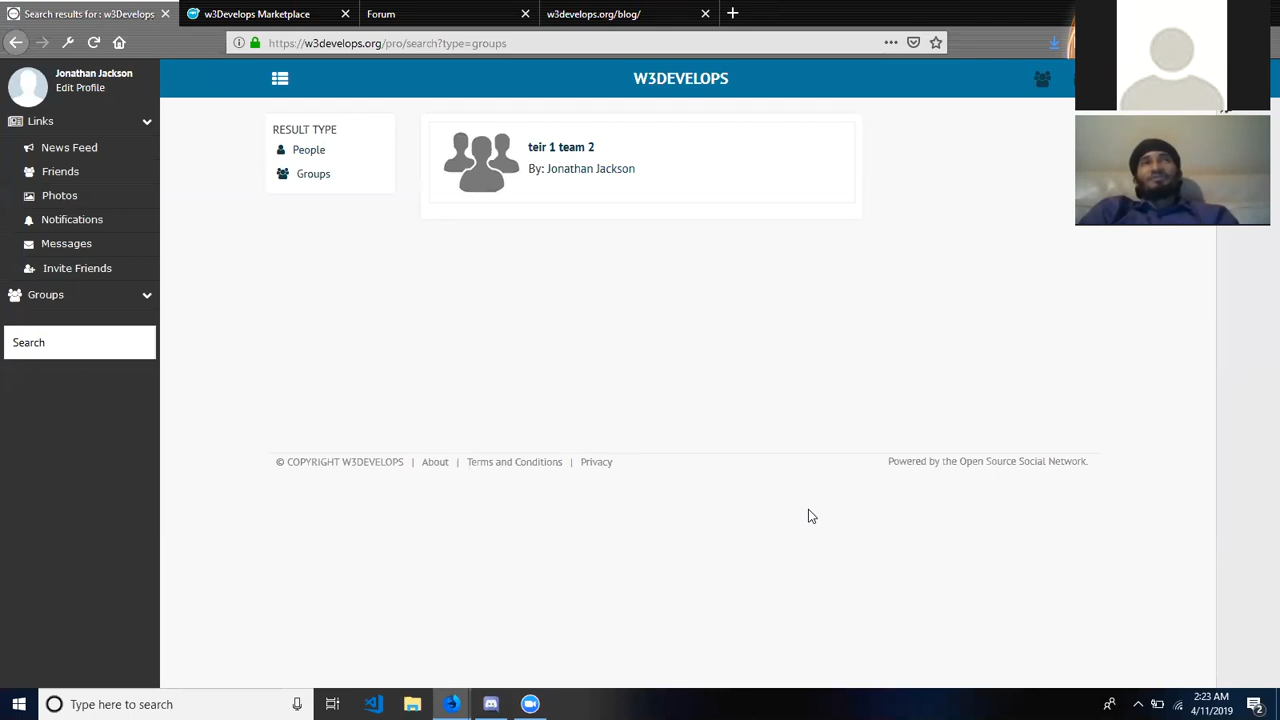 Search results for : w3Develops
w3Develops Marketplace
Forum
w3develops.org/blog/
https://w3develops.org/pro/search?type=groups
Jonathan Jackson
Edit Profile
Links
News Feed
Friends
Photos
Notifications
Messages
Invite Friends
Groups
Search
W3DEVELOPS
RESULT TYPE
People
Groups
teir 1 team 2
By: Jonathan Jackson
© COPYRIGHT W3DEVELOPS | About | Terms and Conditions | Privacy
Powered by the Open Source Social Network.
Type here to search
2:23 AM
4/11/2019
2